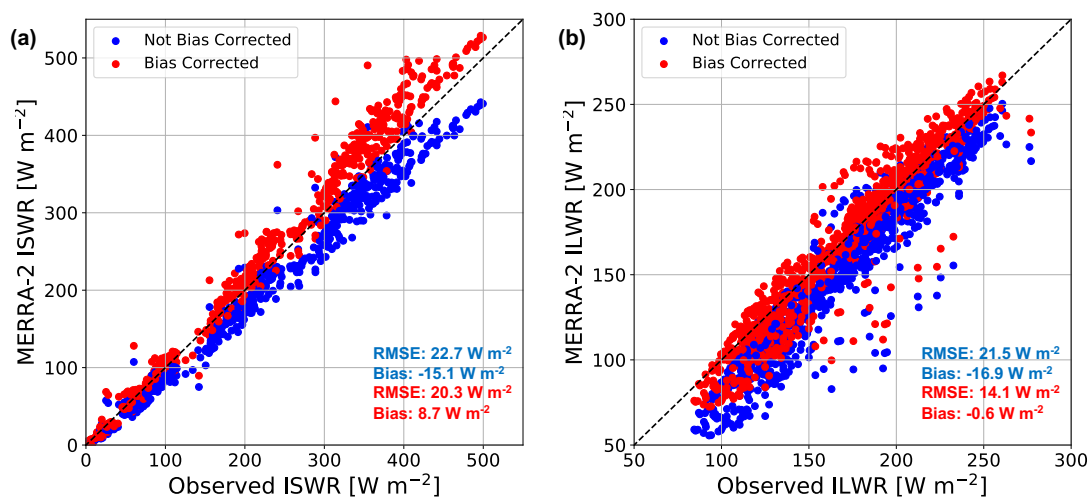 (a)
Not Bias Corrected
Bias Corrected
MERRA-2 ISWR [W m⁻²]
500
400
300
200
100
0
RMSE: 22.7 W m⁻²
Bias: -15.1 W m⁻²
RMSE: 20.3 W m⁻²
Bias: 8.7 W m⁻²
0 100 200 300 400 500
Observed ISWR [W m⁻²]
(b)
Not Bias Corrected
Bias Corrected
MERRA-2 ILWR [W m⁻²]
300
250
200
150
100
50
RMSE: 21.5 W m⁻²
Bias: -16.9 W m⁻²
RMSE: 14.1 W m⁻²
Bias: -0.6 W m⁻²
50 100 150 200 250 300
Observed ILWR [W m⁻²]